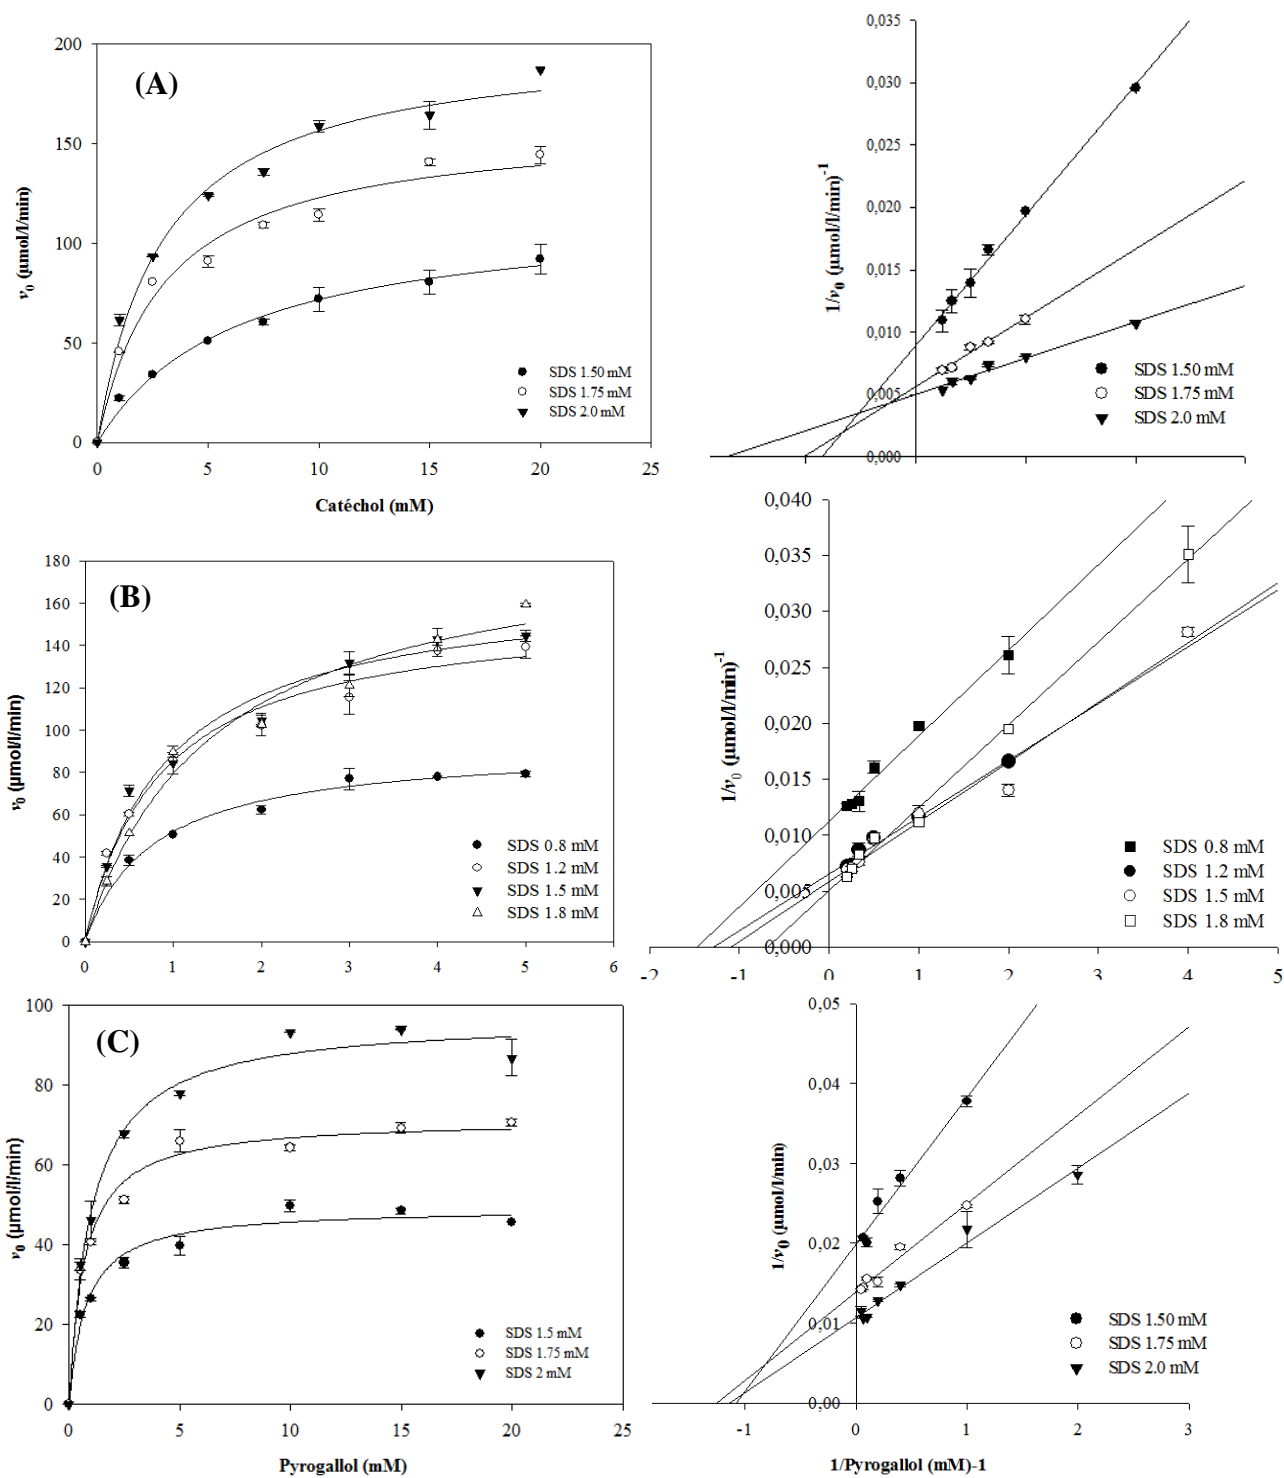 (A)
200
150
100
50
0
0 5 10 15 20 25
v0 (µmol/l/min)
Catéchol (mM)
SDS 1.50 mM
SDS 1.75 mM
SDS 2.0 mM
0,035
0,030
0,025
0,020
0,015
0,010
0,005
0,000
1/v0 (µmol/l/min)-1
SDS 1.50 mM
SDS 1.75 mM
SDS 2.0 mM
(B)
180
160
140
120
100
80
60
40
20
0
0 1 2 3 4 5 6
v0 (µmol/l/min)
SDS 0.8 mM
SDS 1.2 mM
SDS 1.5 mM
SDS 1.8 mM
0,040
0,035
0,030
0,025
0,020
0,015
0,010
0,005
0,000
-2 -1 0 1 2 3 4 5
1/v0 (µmol/l/min)-1
SDS 0.8 mM
SDS 1.2 mM
SDS 1.5 mM
SDS 1.8 mM
(C)
100
80
60
40
20
0
0 5 10 15 20 25
v0 (µmol/l/min)
Pyrogallol (mM)
SDS 1.5 mM
SDS 1.75 mM
SDS 2 mM
0,05
0,04
0,03
0,02
0,01
0,00
-1 0 1 2 3
1/v0 (µmol/l/min)
1/Pyrogallol (mM)-1
SDS 1.50 mM
SDS 1.75 mM
SDS 2.0 mM